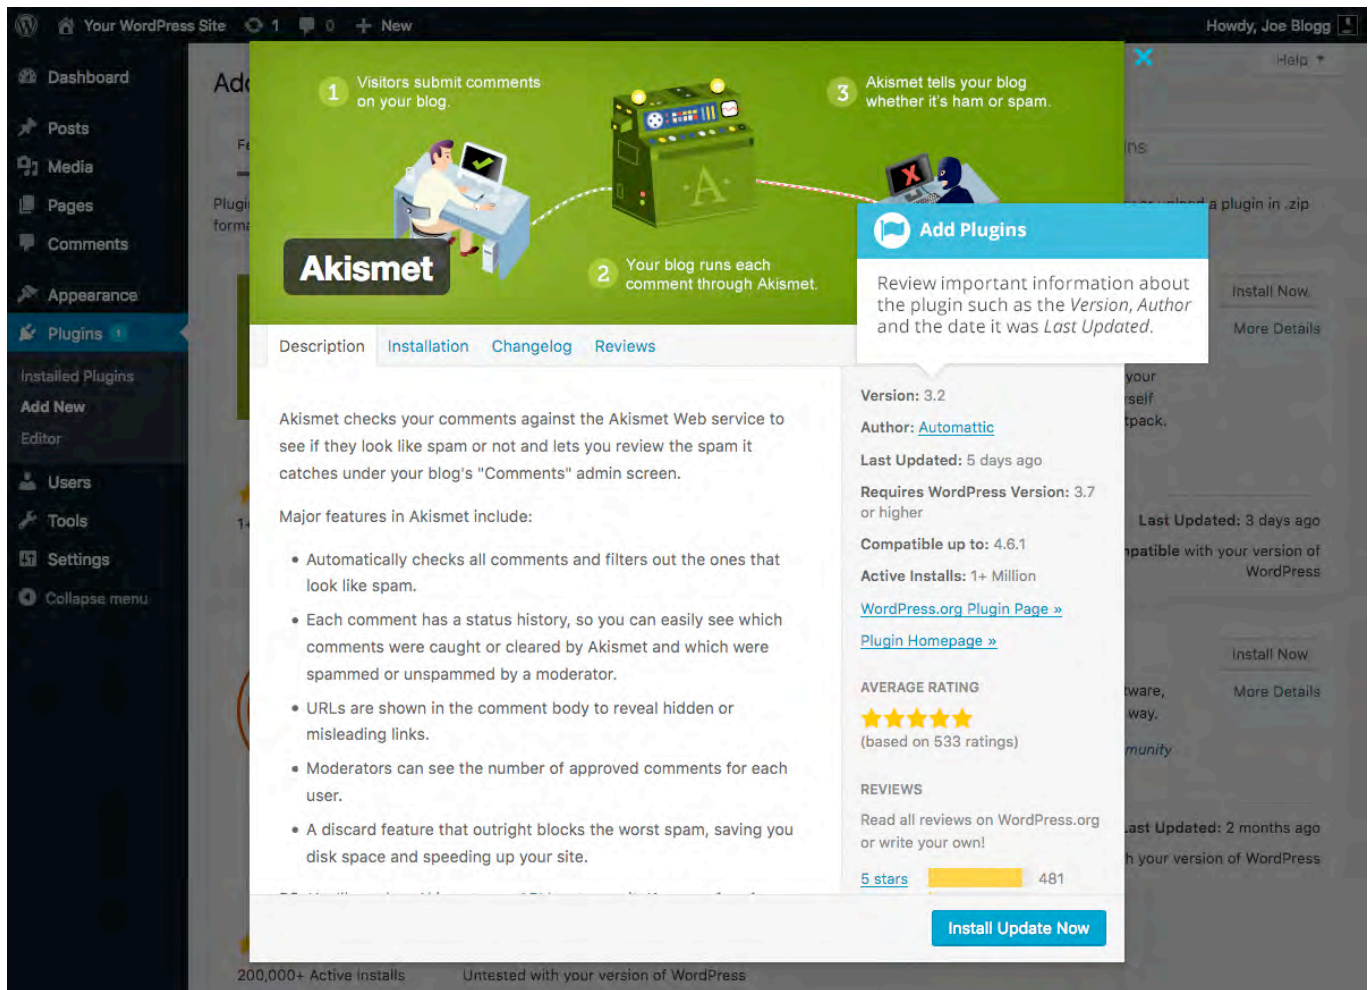 Your WordPress Site 1 0 + New
Howdy, Joe Blogg
Dashboard
Posts
Media
Pages
Comments
Appearance
Plugins 1
Installed Plugins
Add New
Editor
Users
Tools
Settings
Collapse menu
Help
1 Visitors submit comments
on your blog.
3 Akismet tells your blog
whether it's ham or spam.
A
X
2 Your blog runs each
comment through Akismet.
Akismet
Add Plugins
Review important information about
the plugin such as the Version, Author
and the date it was Last Updated.
Description Installation Changelog Reviews
Akismet checks your comments against the Akismet Web service to
see if they look like spam or not and lets you review the spam it
catches under your blog's "Comments" admin screen.
Major features in Akismet include:
• Automatically checks all comments and filters out the ones that
look like spam.
• Each comment has a status history, so you can easily see which
comments were caught or cleared by Akismet and which were
spammed or unspammed by a moderator.
• URLs are shown in the comment body to reveal hidden or
misleading links.
• Moderators can see the number of approved comments for each
user.
• A discard feature that outright blocks the worst spam, saving you
disk space and speeding up your site.
Version: 3.2
Author: Automattic
Last Updated: 5 days ago
Requires WordPress Version: 3.7
or higher
Compatible up to: 4.6.1
Active Installs: 1+ Million
WordPress.org Plugin Page »
Plugin Homepage »
AVERAGE RATING
(based on 533 ratings)
REVIEWS
Read all reviews on WordPress.org
or write your own!
5 stars 481
Install Update Now
a plugin in .zip
Install Now
More Details
your
tpack.
Last Updated: 3 days ago
with your version of
WordPress
Install Now
More Details
way.
Updated: 2 months ago
your version of WordPress
200,000+ Active Installs
Untested with your version of WordPress